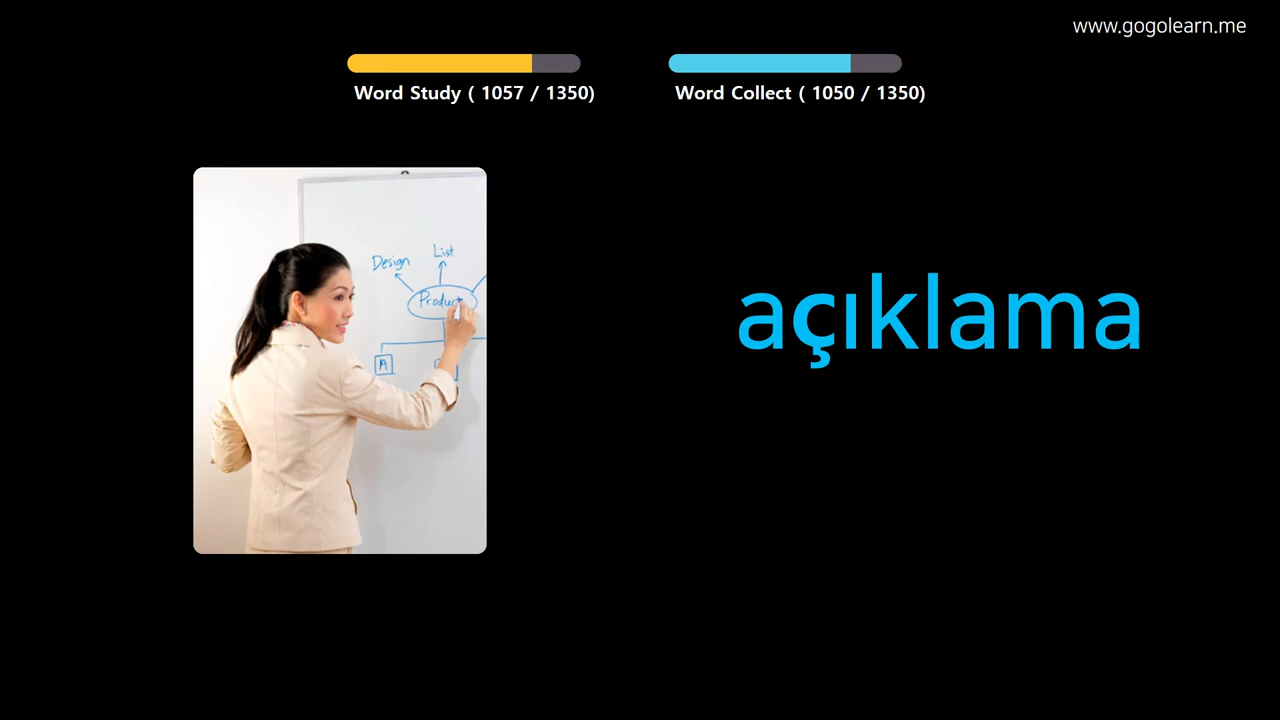 www.gogolearn.me
Word Study ( 1057 / 1350)
Word Collect ( 1050 / 1350)
Design
List
Product
açıklama
A